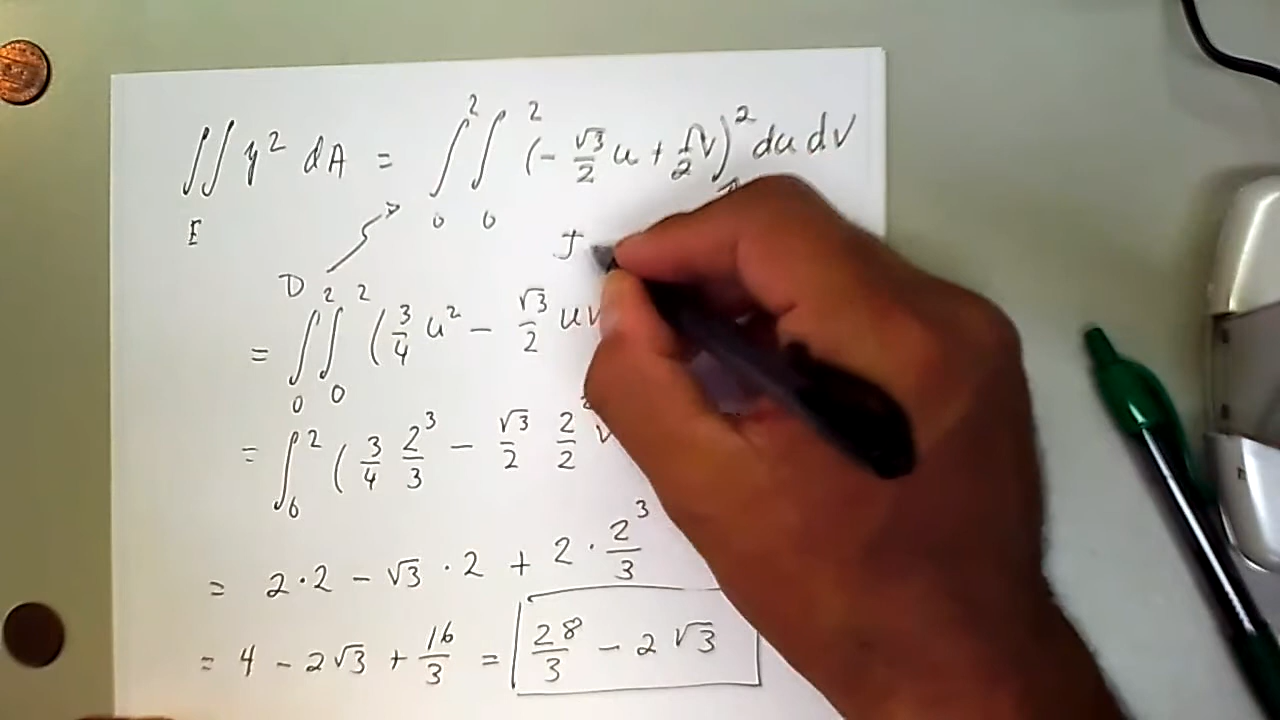 ∬ y² dA = ∫₀² ∫₀² (- √3/2 u + 1/2 v)² du dv
E
D J
= ∫₀² ∫₀² (3/4 u² - √3/2 uv
= ∫₀² (3/4 2³/3 - √3/2 2²/2 v
= 2·2 - √3 · 2 + 2 · 2³/3
= 4 - 2√3 + 16/3 = 28/3 - 2√3